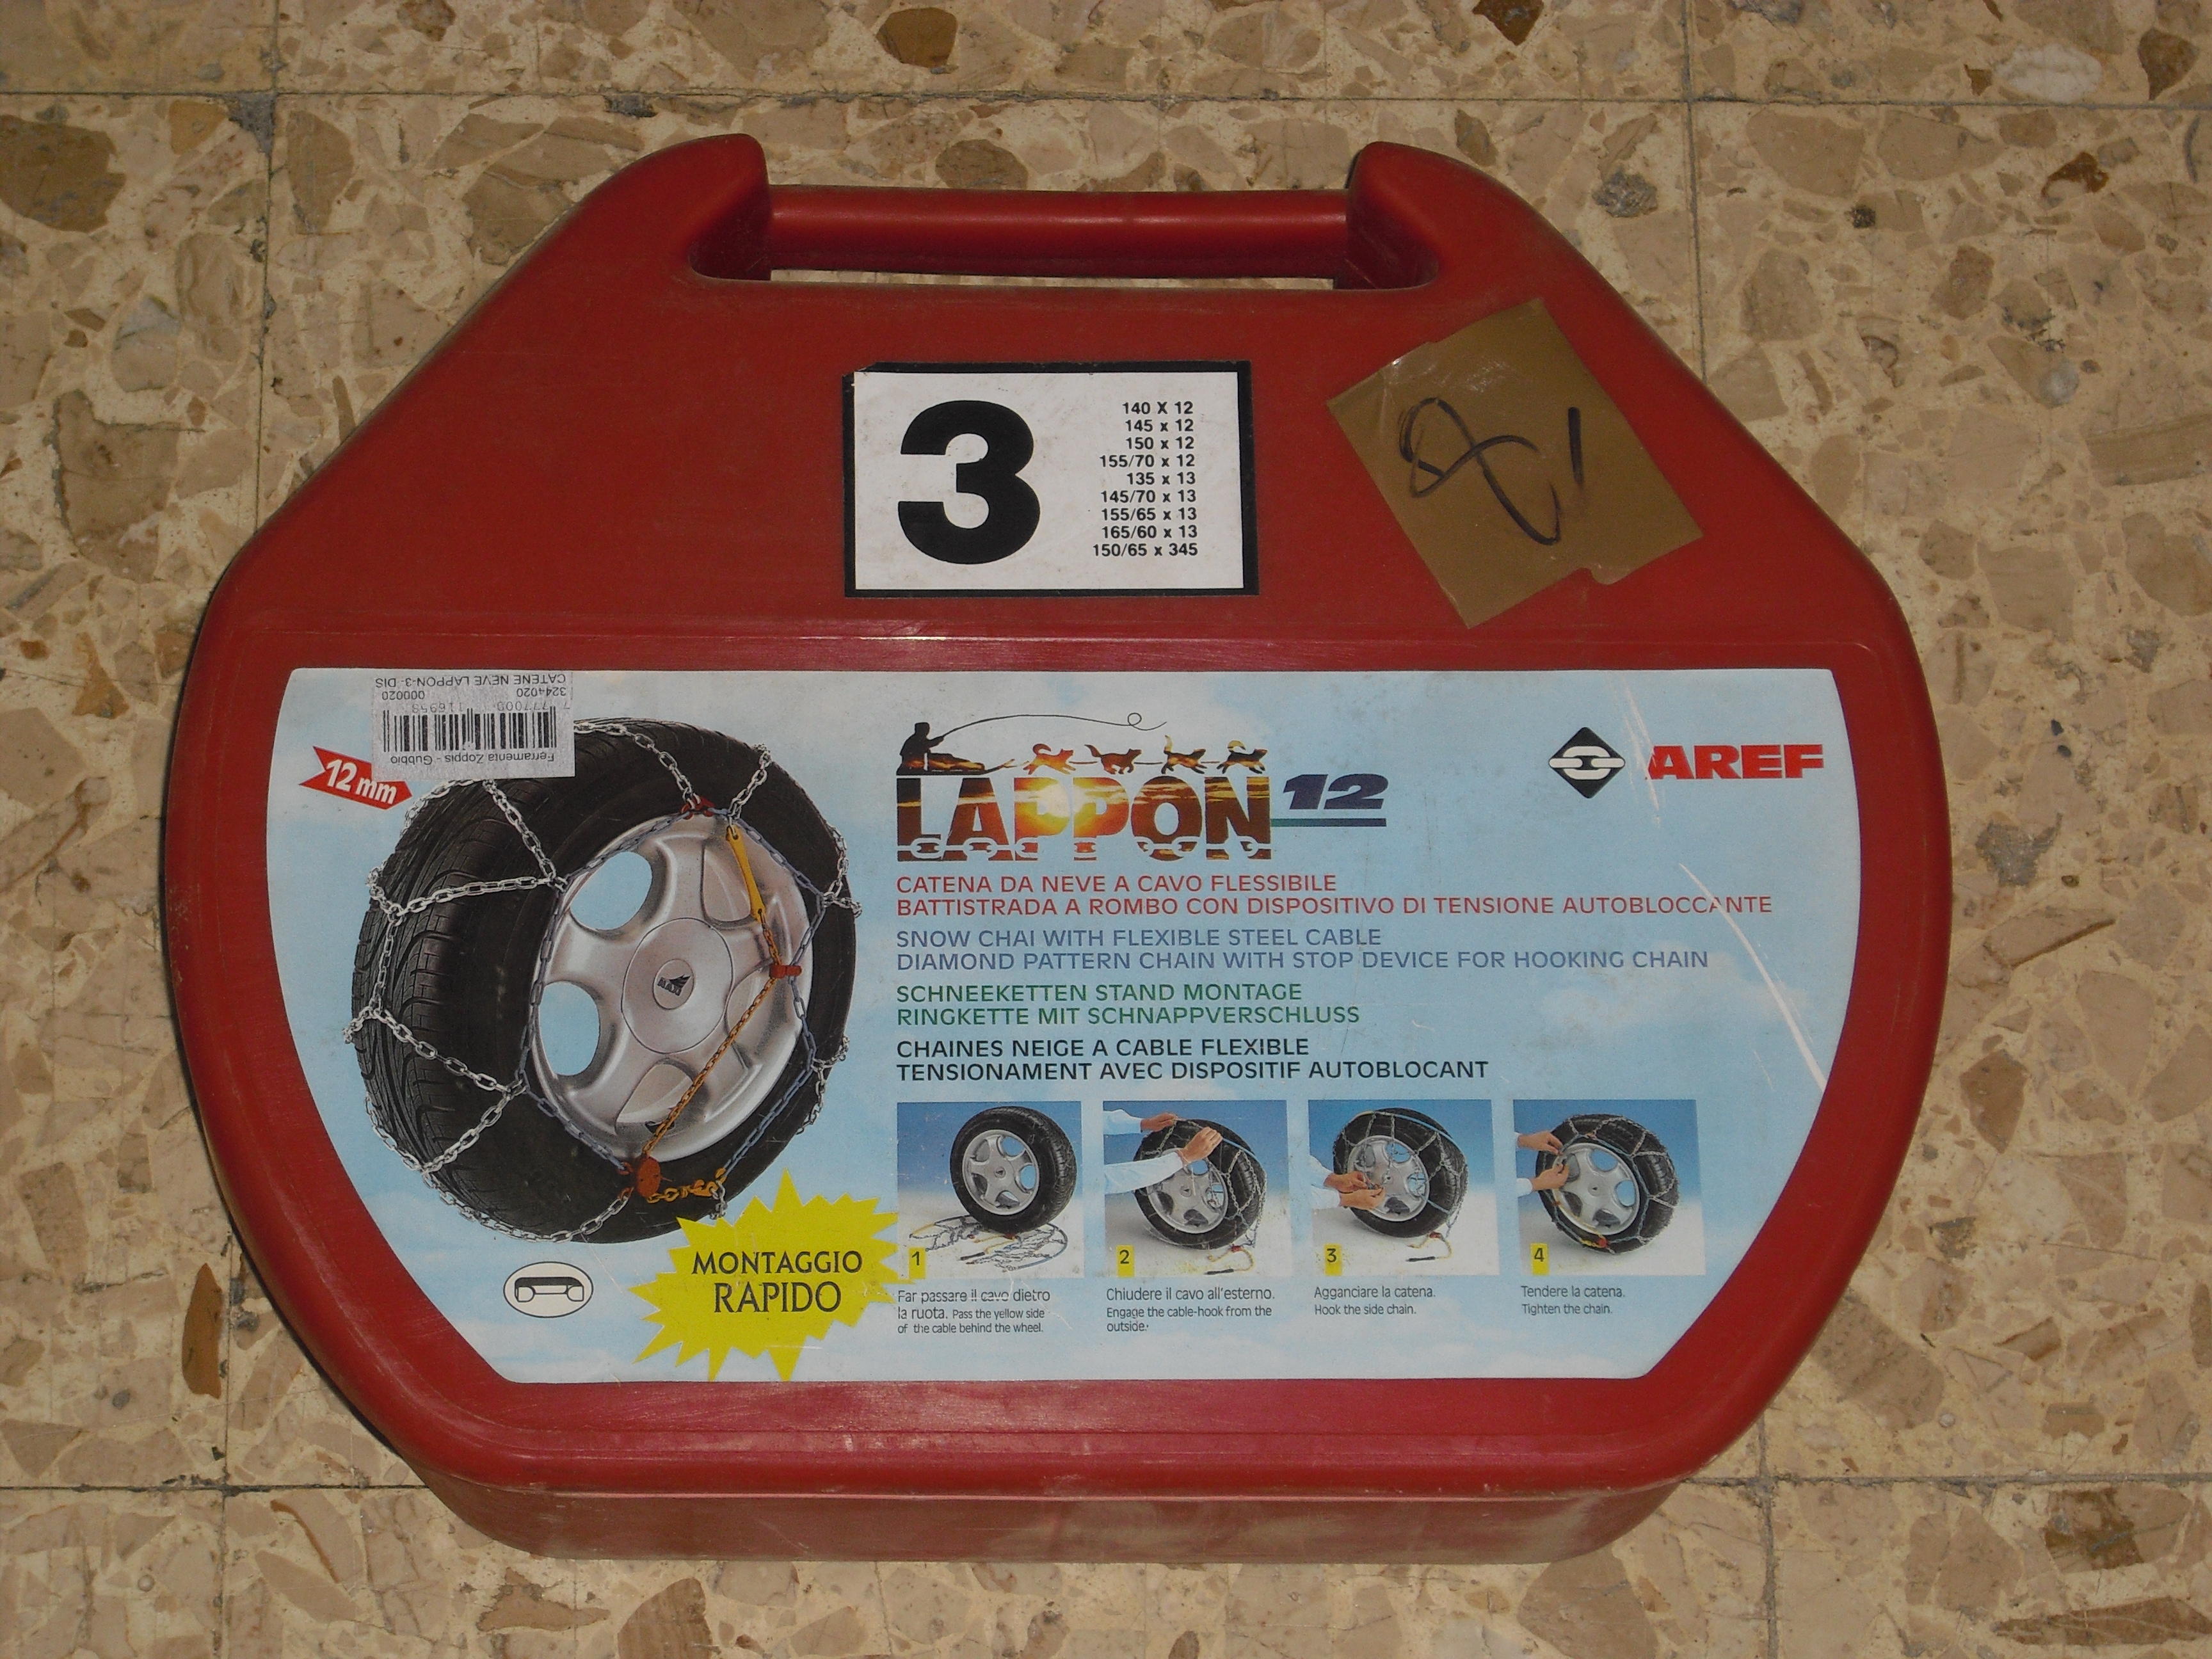 3
140 X 12
145 x 12
150 x 12
155/70 x 12
135 x 13
145/70 x 13
155/65 x 13
165/60 x 13
150/65 x 345
CATENE NEVE LAPPON-3- DIS
3244020 000020
7 777000 116958
Ferramenta Zoppis - Gubbio
12 mm
LAPPON 12
AREF
CATENA DA NEVE A CAVO FLESSIBILE
BATTISTRADA A ROMBO CON DISPOSITIVO DI TENSIONE AUTOBLOCCANTE
SNOW CHAI WITH FLEXIBLE STEEL CABLE
DIAMOND PATTERN CHAIN WITH STOP DEVICE FOR HOOKING CHAIN
SCHNEEKETTEN STAND MONTAGE
RINGKETTE MIT SCHNAPPVERSCHLUSS
CHAINES NEIGE A CABLE FLEXIBLE
TENSIONAMENT AVEC DISPOSITIF AUTOBLOCANT
MONTAGGIO
RAPIDO
1
Far passare il cavo dietro
la ruota. Pass the yellow side
of the cable behind the wheel.
2
Chiudere il cavo all'esterno.
Engage the cable-hook from the
outside.
3
Agganciare la catena.
Hook the side chain.
4
Tendere la catena.
Tighten the chain.